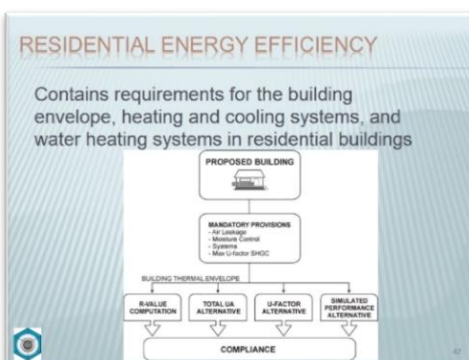 RESIDENTIAL ENERGY EFFICIENCY
Contains requirements for the building
envelope, heating and cooling systems, and
water heating systems in residential buildings
PROPOSED BUILDING
MANDATORY PROVISIONS
- Air Leakage
- Moisture Control
- Systems
- Max U-factor SHGC
BUILDING THERMAL ENVELOPE
R-VALUE
COMPUTATION
TOTAL UA
ALTERNATIVE
U-FACTOR
ALTERNATIVE
SIMULATED
PERFORMANCE
ALTERNATIVE
COMPLIANCE